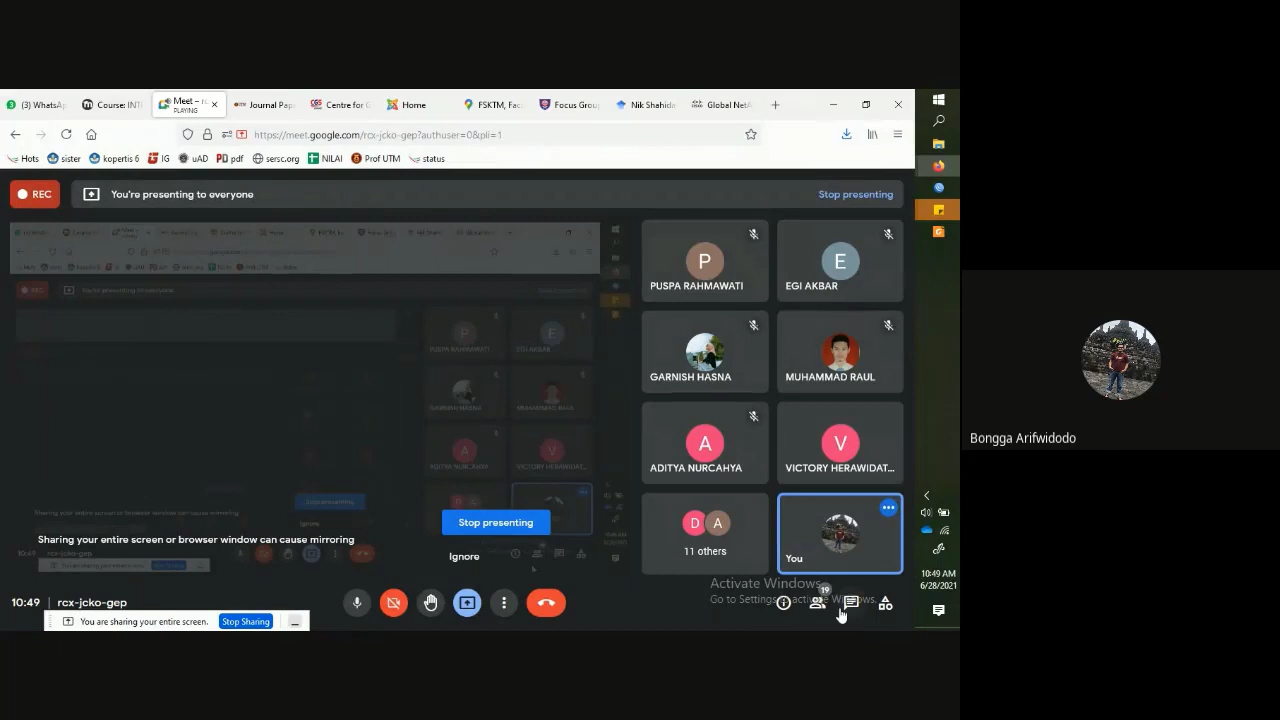 (3) WhatsAp
Course: INT
Meet – rc
PLAYING
Journal Pap
Centre for G
Home
FSKTM, Fac
Focus Group
Nik Shahida
Global NetA
https://meet.google.com/rcx-jcko-gep?authuser=0&pli=1
Hots
sister
kopertis 6
IG
uAD
pdf
sersc.org
NILAI
Prof UTM
status
REC
You're presenting to everyone
Stop presenting
P
PUSPA RAHMAWATI
E
EGI AKBAR
GARNISH HASNA
MUHAMMAD RAUL
A
ADITYA NURCAHYA
V
VICTORY HERAWIDAT...
D A
11 others
You
Stop presenting
Sharing your entire screen or browser window can cause mirroring
Ignore
Activate Windows
Go to Settings to activate Windows.
10:49 | rcx-jcko-gep
19
You are sharing your entire screen.
Stop Sharing
10:49 AM
6/28/2021
Bongga Arifwidodo